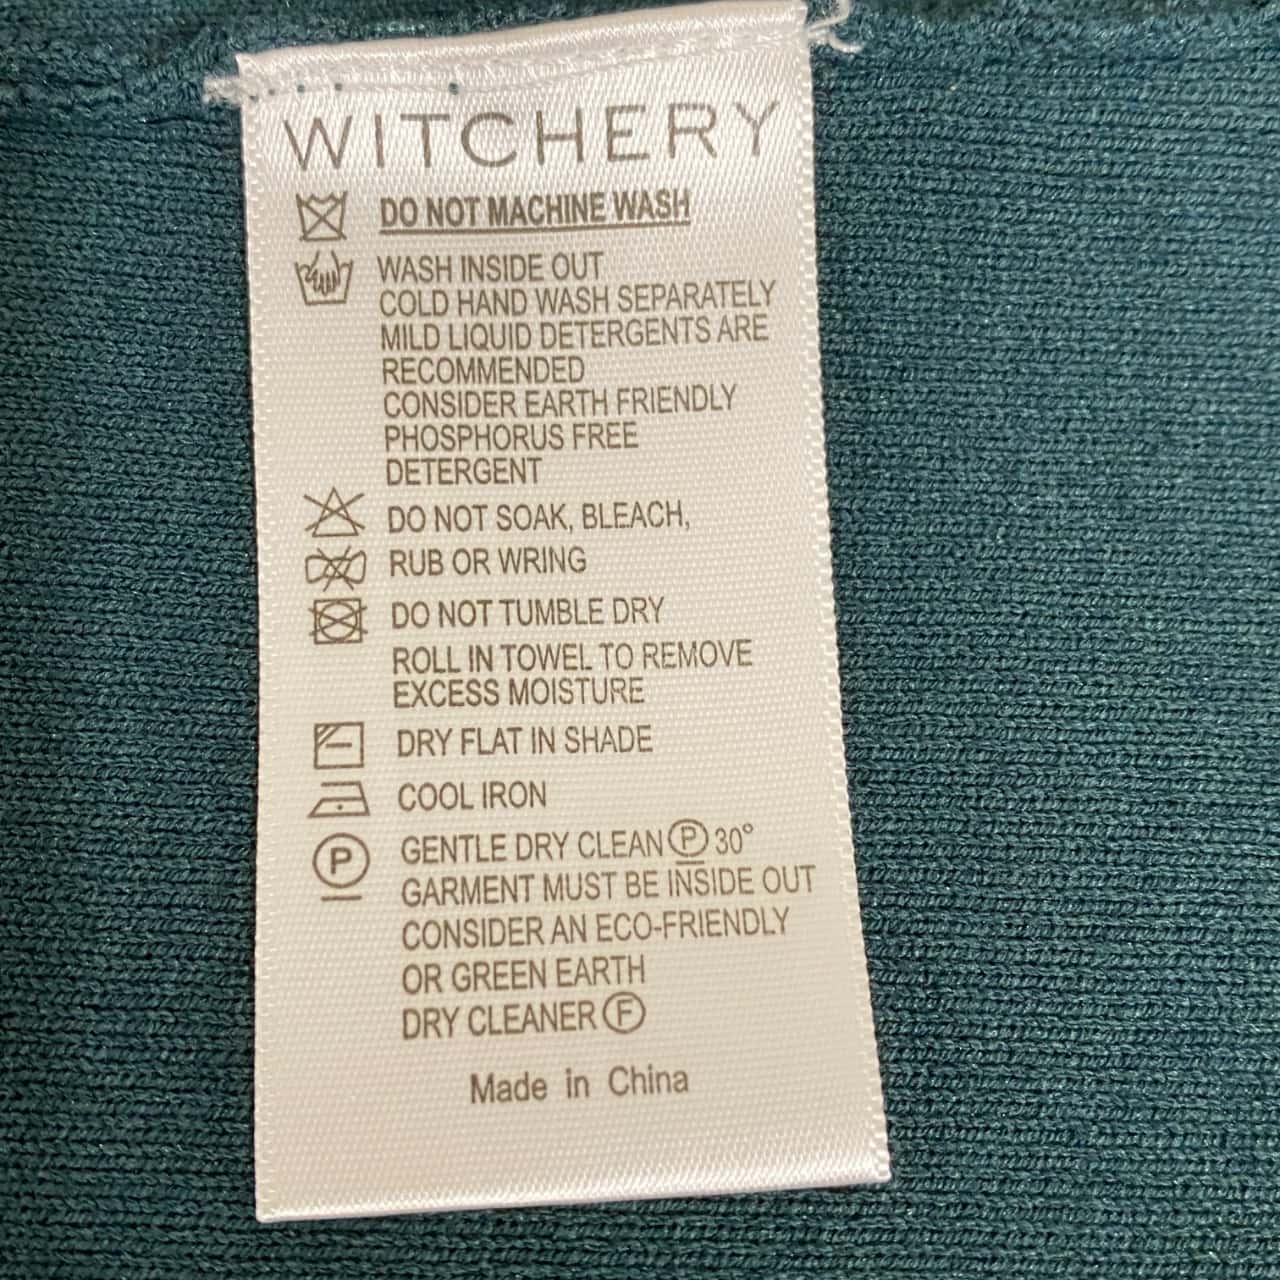 WITCHERY
DO NOT MACHINE WASH
WASH INSIDE OUT
COLD HAND WASH SEPARATELY
MILD LIQUID DETERGENTS ARE
RECOMMENDED
CONSIDER EARTH FRIENDLY
PHOSPHORUS FREE
DETERGENT
DO NOT SOAK, BLEACH,
RUB OR WRING
DO NOT TUMBLE DRY
ROLL IN TOWEL TO REMOVE
EXCESS MOISTURE
DRY FLAT IN SHADE
COOL IRON
P GENTLE DRY CLEAN Ⓟ 30°
GARMENT MUST BE INSIDE OUT
CONSIDER AN ECO-FRIENDLY
OR GREEN EARTH
DRY CLEANER Ⓕ
Made in China